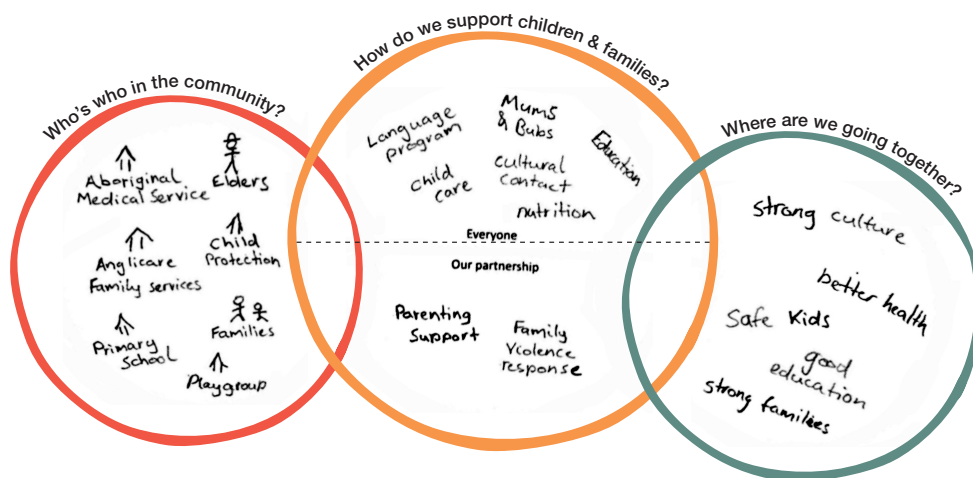 Who's who in the community?
Aboriginal
Medical Service
Elders
Anglicare
Family services
Child
Protection
Primary
School
Families
Playgroup
How do we support children & families?
Language
program
Mums
& Bubs
Education
Child
care
Cultural
Contact
nutrition
Everyone
Our partnership
Parenting
Support
Family
Violence
response
Where are we going together?
strong culture
better health
Safe Kids
good
education
strong families